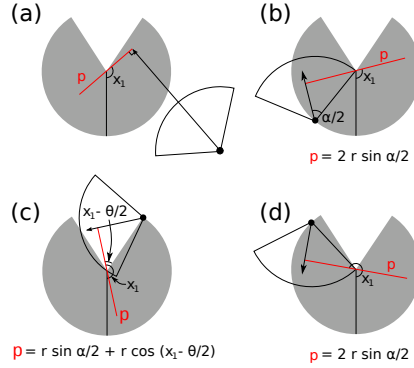 (a)
p
x₁
(b)
p
x₁
α/2
p = 2 r sin α/2
(c)
x₁- θ/2
x₁
p
p = r sin α/2 + r cos (x₁- θ/2)
(d)
x₁
p
p = 2 r sin α/2